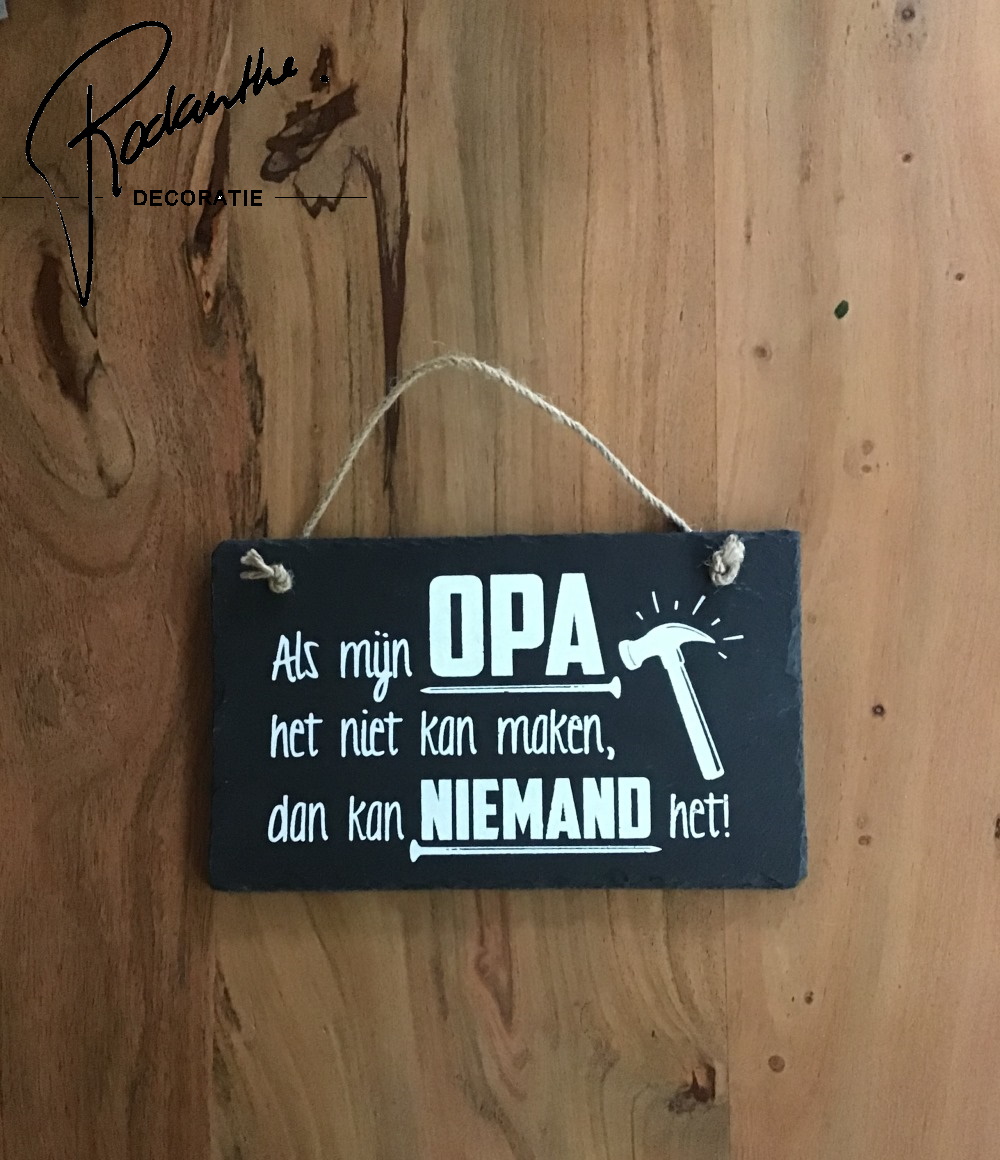 Rodanthe.
DECORATIE
Als mijn OPA
het niet kan maken,
dan kan NIEMAND het!